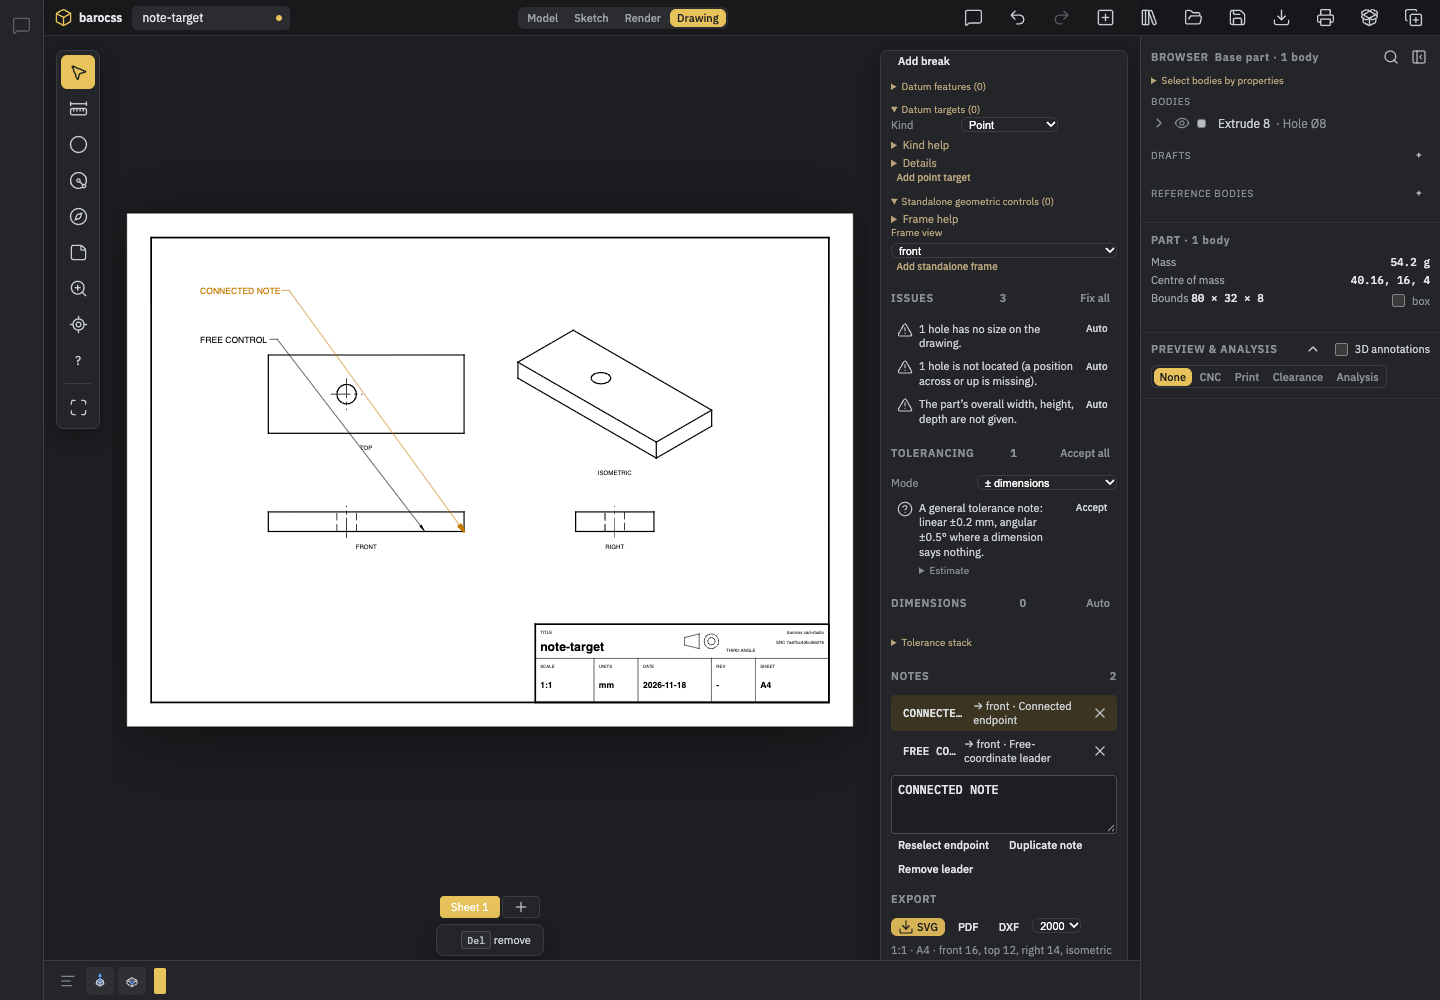 barocss
note-target
Model Sketch Render Drawing
Add break
Datum features (0)
Datum targets (0)
Kind Point
Kind help
Details
Add point target
Standalone geometric controls (0)
Frame help
Frame view
front
Add standalone frame
ISSUES 3 Fix all
1 hole has no size on the drawing. Auto
1 hole is not located (a position across or up is missing). Auto
The part's overall width, height, depth are not given. Auto
TOLERANCING 1 Accept all
Mode ± dimensions
A general tolerance note: linear ±0.2 mm, angular ±0.5° where a dimension says nothing. Accept
Estimate
DIMENSIONS 0 Auto
Tolerance stack
NOTES 2
CONNECTE… → front · Connected endpoint
FREE CO… → front · Free-coordinate leader
CONNECTED NOTE
Reselect endpoint Duplicate note
Remove leader
EXPORT
SVG PDF DXF 2000
1:1 · A4 · front 16, top 12, right 14, isometric
BROWSER Base part · 1 body
Select bodies by properties
BODIES
Extrude 8 · Hole Ø8
DRAFTS +
REFERENCE BODIES +
PART · 1 body
Mass 54.2 g
Centre of mass 40.16, 16, 4
Bounds 80 × 32 × 8 box
PREVIEW & ANALYSIS 3D annotations
None CNC Print Clearance Analysis
CONNECTED NOTE
FREE CONTROL
TOP
ISOMETRIC
FRONT
RIGHT
TITLE
note-target
THIRD ANGLE
barocss cad-studio
SCALE UNITS DATE REV SHEET
1:1 mm 2026-11-18 - A4
?
Sheet 1 +
Del remove